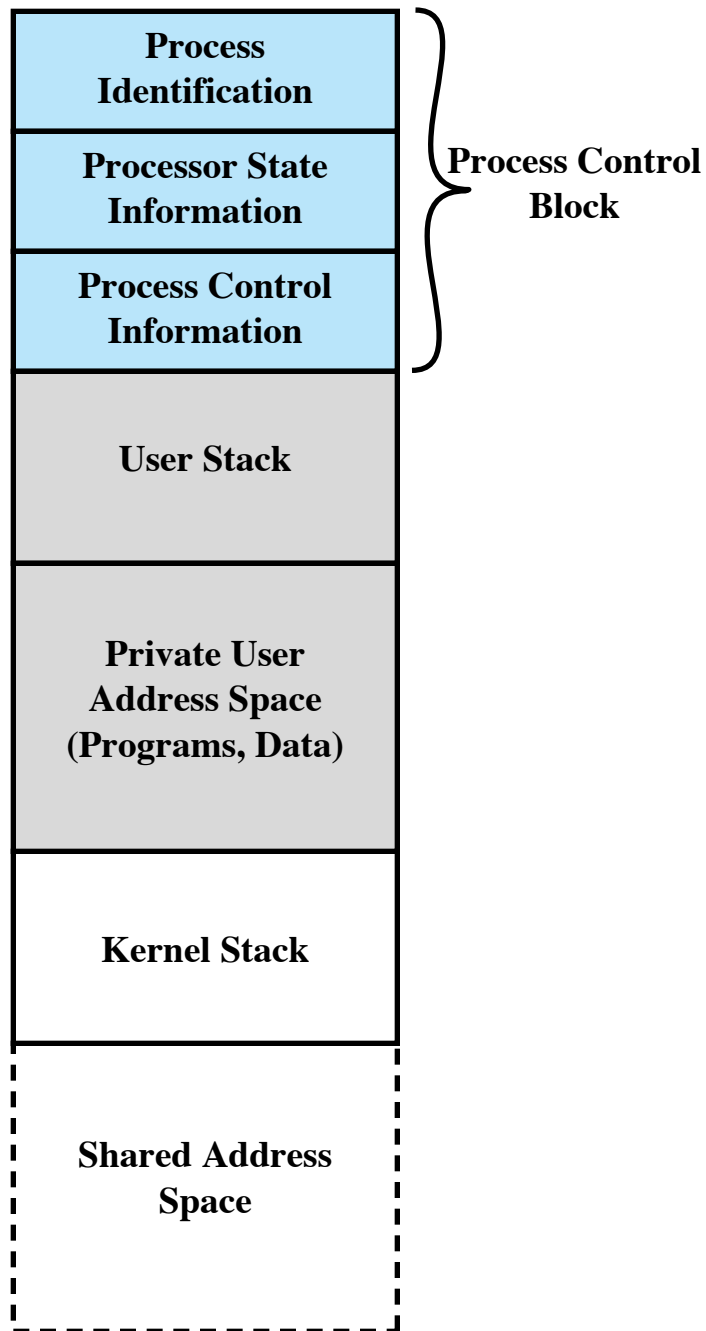 Process
Identification
Processor State
Information
Process Control
Information
Process Control
Block
User Stack
Private User
Address Space
(Programs, Data)
Kernel Stack
Shared Address
Space